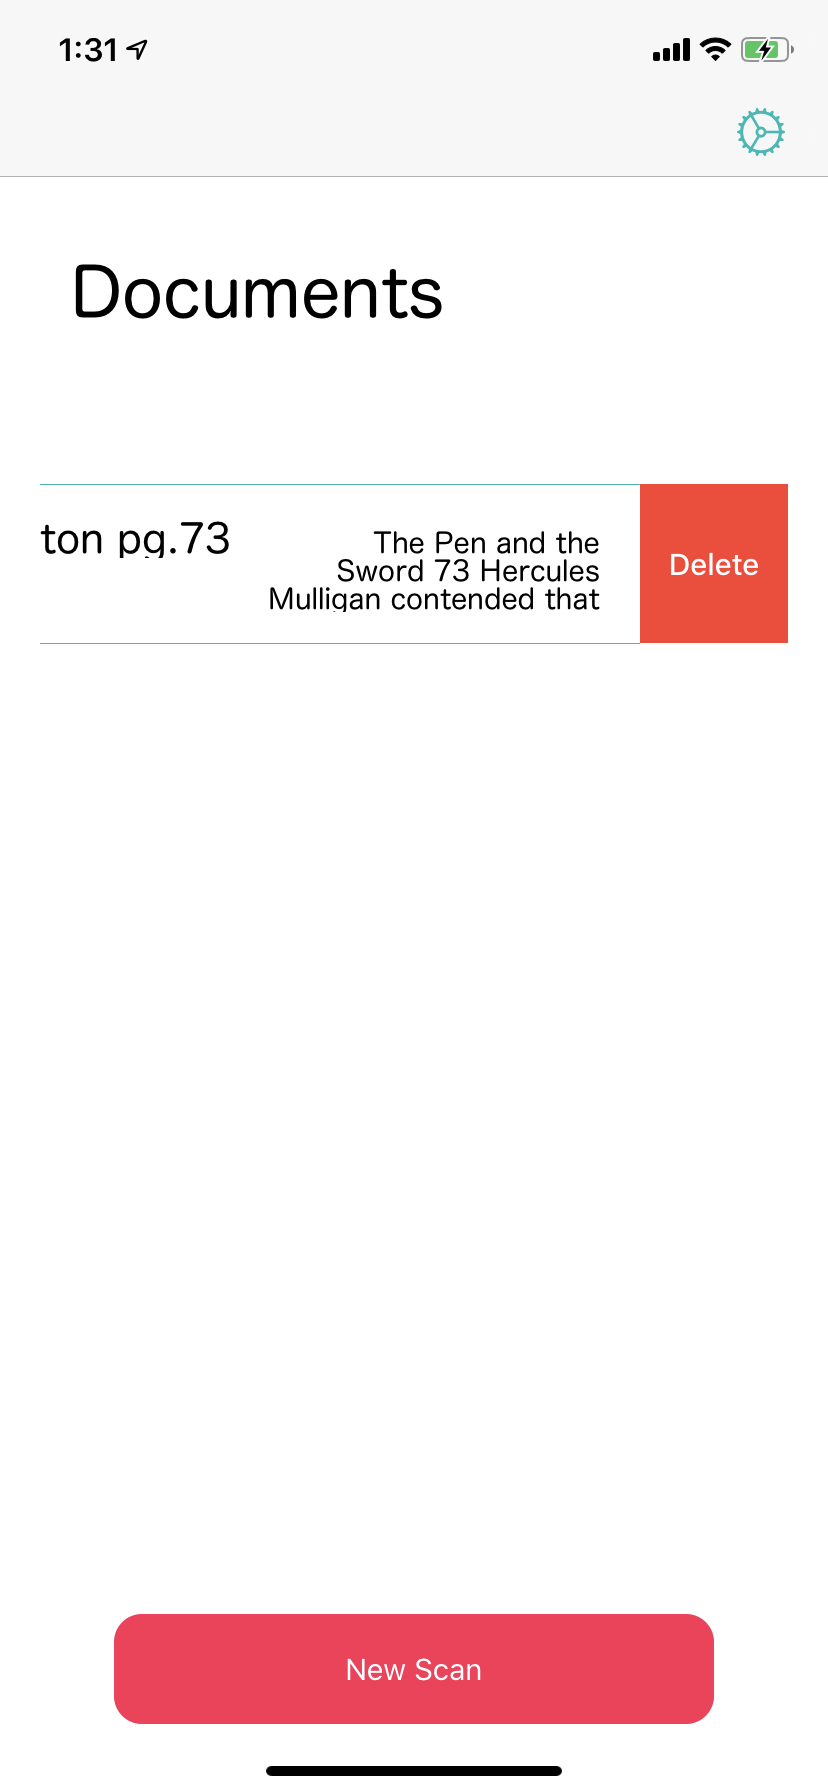 1:31
Documents
ton pg.73
The Pen and the
Sword 73 Hercules
Mulligan contended that
Delete
New Scan